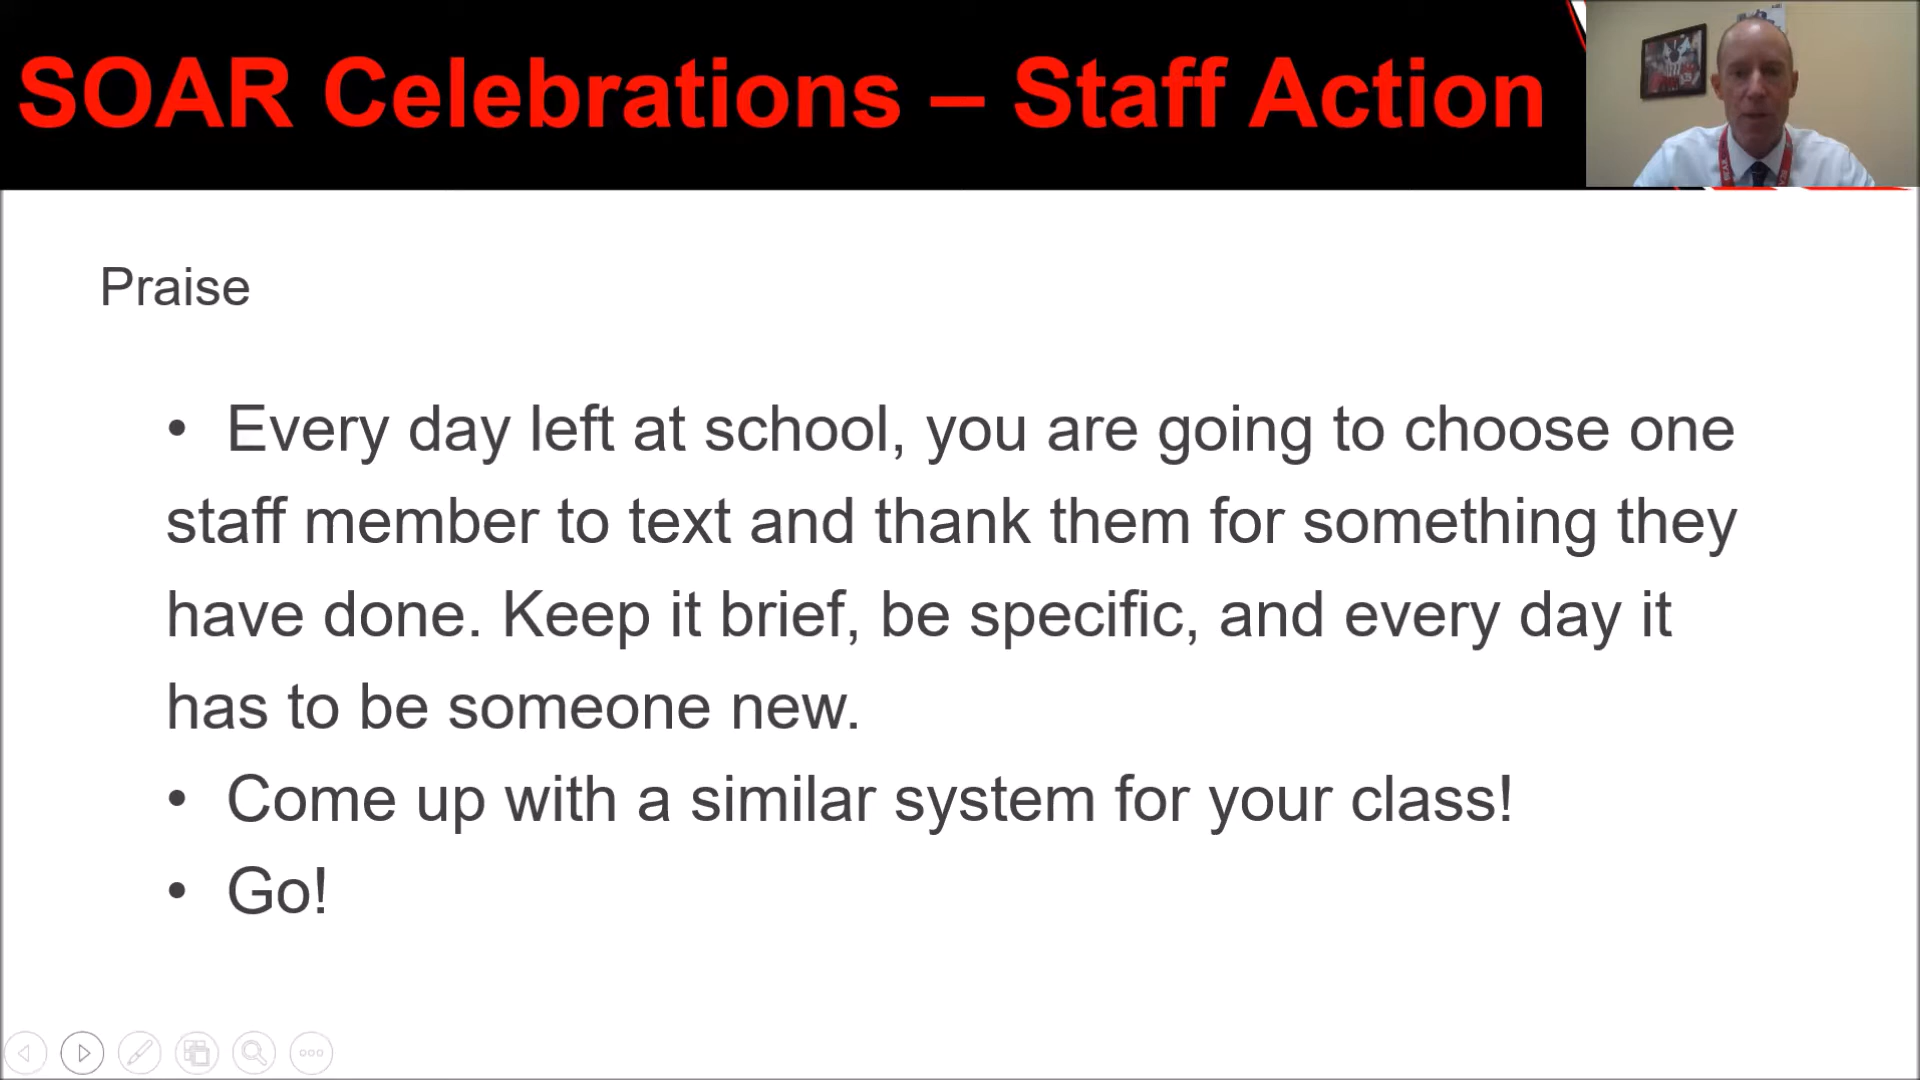 SOAR Celebrations – Staff Action
Praise
• Every day left at school, you are going to choose one
staff member to text and thank them for something they
have done. Keep it brief, be specific, and every day it
has to be someone new.
• Come up with a similar system for your class!
• Go!